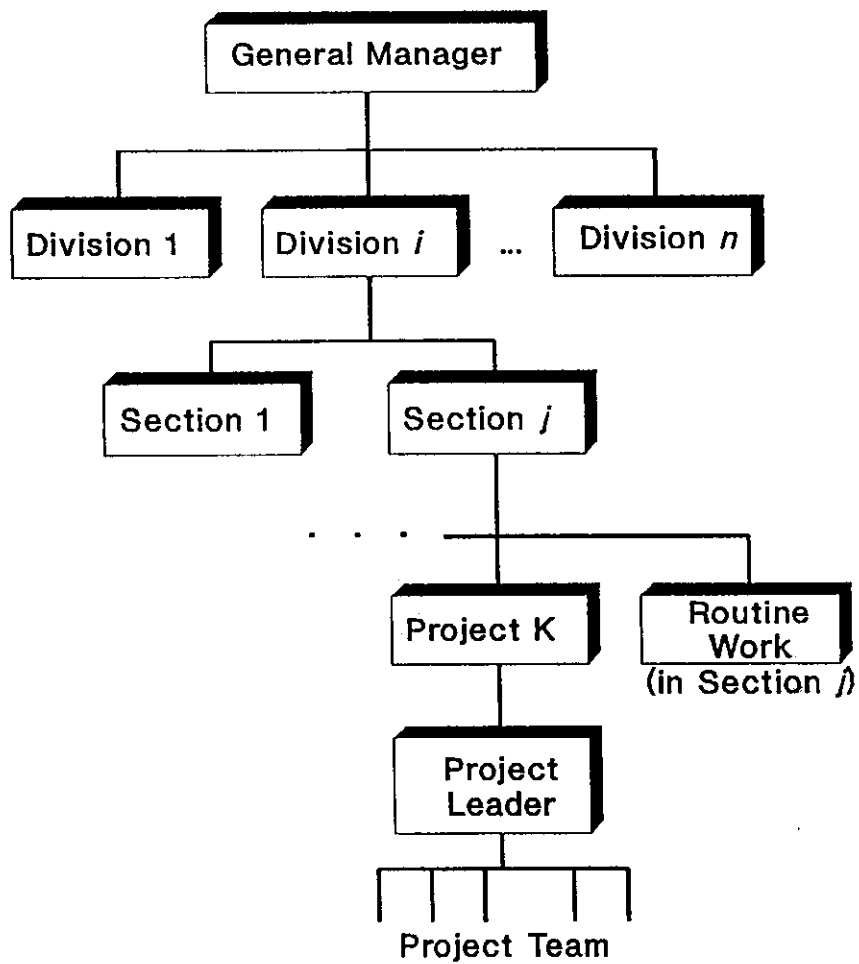 General Manager
Division 1
Division i
...
Division n
Section 1
Section j
. . .
Project K
Routine
Work
(in Section j)
Project
Leader
Project Team